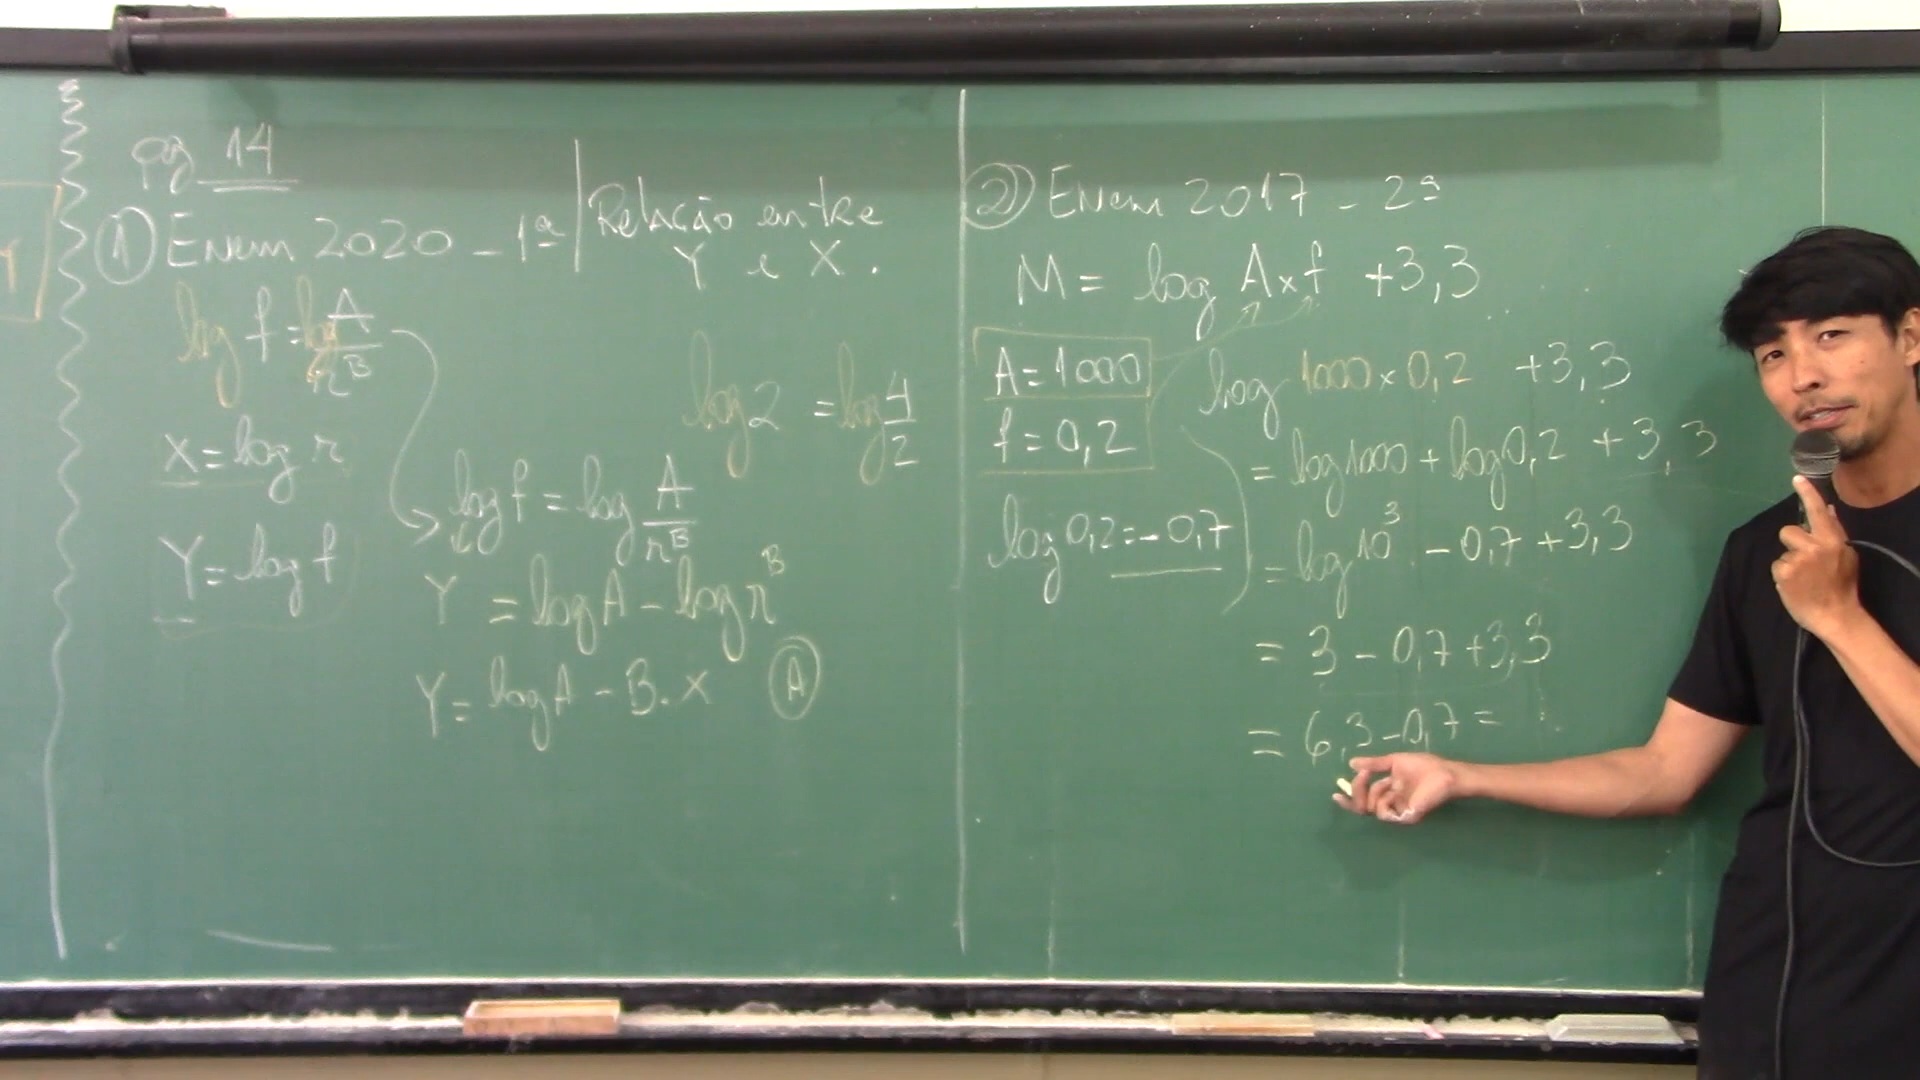 pg 14
① Enem 2020 - 1ª
Relação entre
Y e X.
log f = log A/r^B
X = log r
Y = log f
log 2 = log 4/2
log f = log A/r^B
Y = log A - log r^B
Y = log A - B . X Ⓐ
② Enem 2017 - 2ª
M = log A x f + 3,3
A = 1000
f = 0,2
log 0,2 = - 0,7
log 1000 x 0,2 + 3,3
= log 1000 + log 0,2 + 3,3
= log 10³ - 0,7 + 3,3
= 3 - 0,7 + 3,3
= 6,3 - 0,7 =